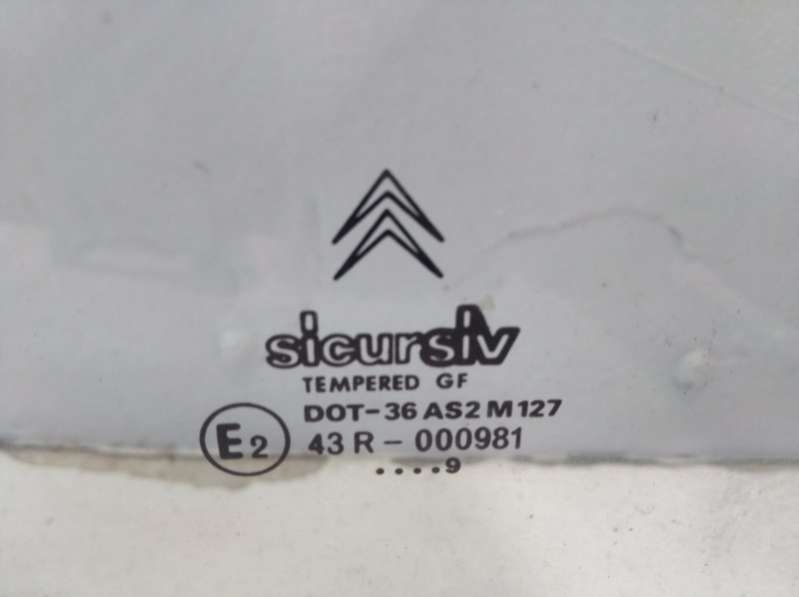 sicursiv
TEMPERED GF
DOT-36 AS2 M127
E2 43 R - 000981
....9